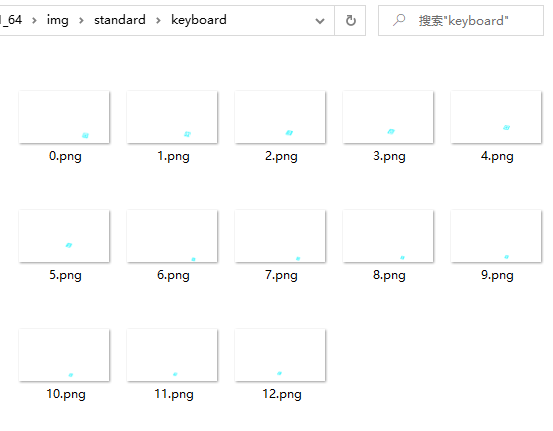 _64 > img > standard > keyboard
搜索"keyboard"
0.png 1.png 2.png 3.png 4.png
5.png 6.png 7.png 8.png 9.png
10.png 11.png 12.png